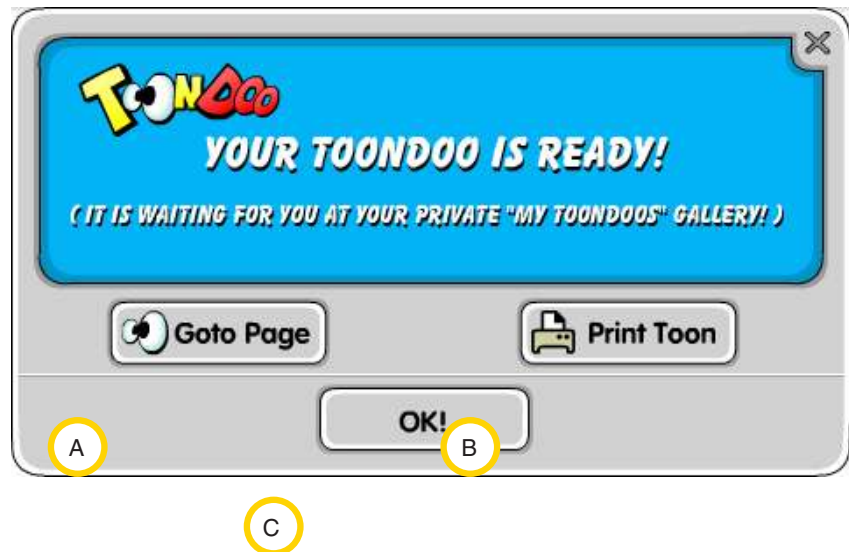 TOONDOO
YOUR TOONDOO IS READY!
( IT IS WAITING FOR YOU AT YOUR PRIVATE "MY TOONDOOS" GALLERY! )
Goto Page
Print Toon
OK!
A
B
C